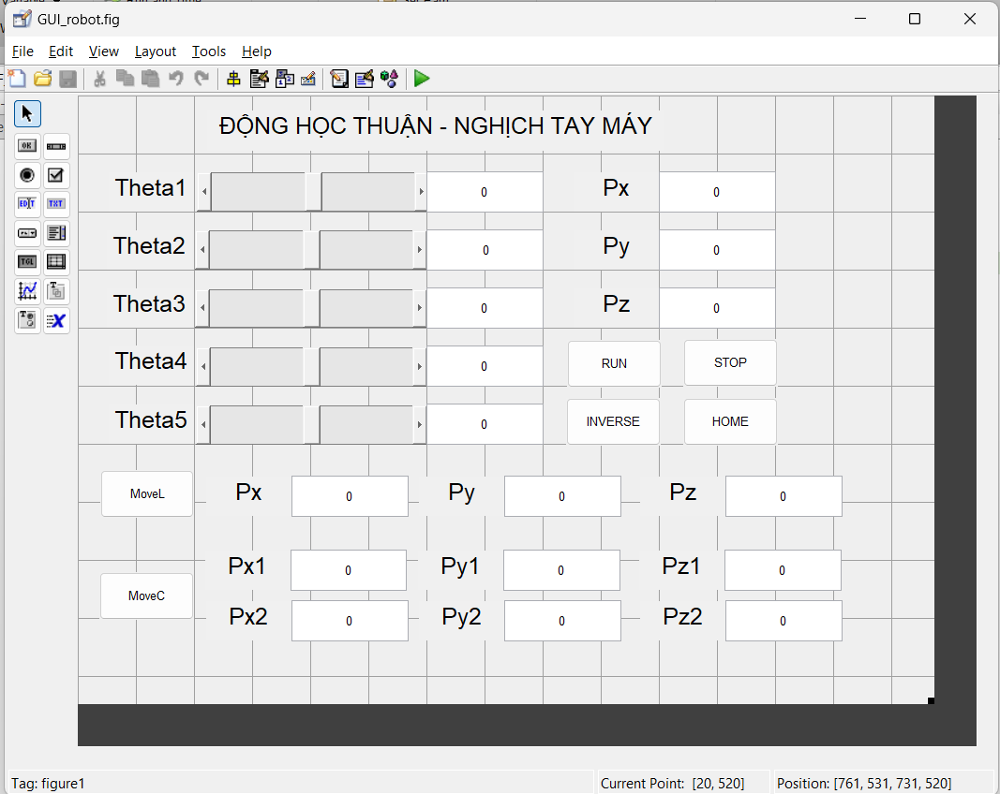 GUI_robot.fig
File Edit View Layout Tools Help
ĐỘNG HỌC THUẬN - NGHỊCH TAY MÁY
Theta1 0 Px 0
Theta2 0 Py 0
Theta3 0 Pz 0
Theta4 0 RUN STOP
Theta5 0 INVERSE HOME
MoveL Px 0 Py 0 Pz 0
Px1 0 Py1 0 Pz1 0
MoveC
Px2 0 Py2 0 Pz2 0
Tag: figure1 Current Point: [20, 520] Position: [761, 531, 731, 520]